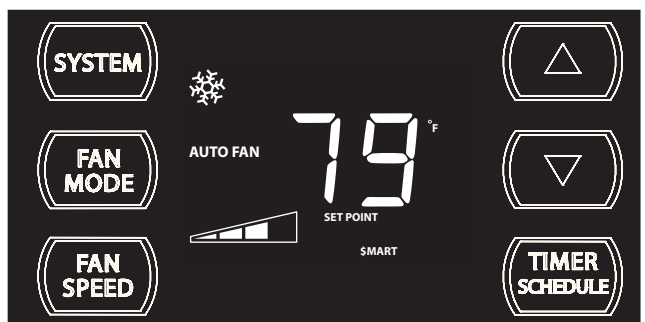 SYSTEM
AUTO FAN
79 °F
FAN
MODE
SET POINT
$MART
FAN
SPEED
TIMER
SCHEDULE